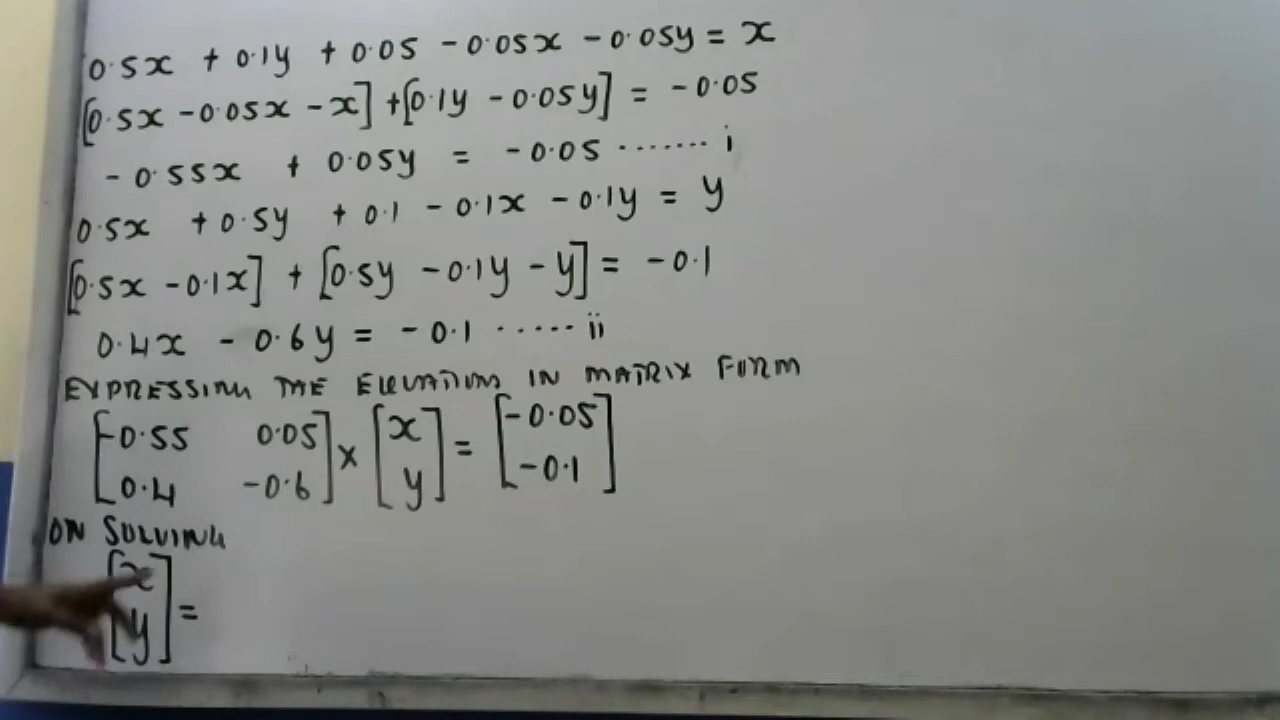 0.5x + 0.1y + 0.05 - 0.05x - 0.05y = x
[0.5x - 0.05x - x] + [0.1y - 0.05y] = -0.05
-0.55x + 0.05y = -0.05 ....... i
0.5x + 0.5y + 0.1 - 0.1x - 0.1y = y
[0.5x - 0.1x] + [0.5y - 0.1y - y] = -0.1
0.4x - 0.6y = -0.1 ..... ii
EXPRESSING THE EQUATIONS IN MATRIX FORM
[-0.55 0.05] × [x] = [-0.05]
[0.4 -0.6] [y] [-0.1]
ON SOLVING
[x]
[y] =